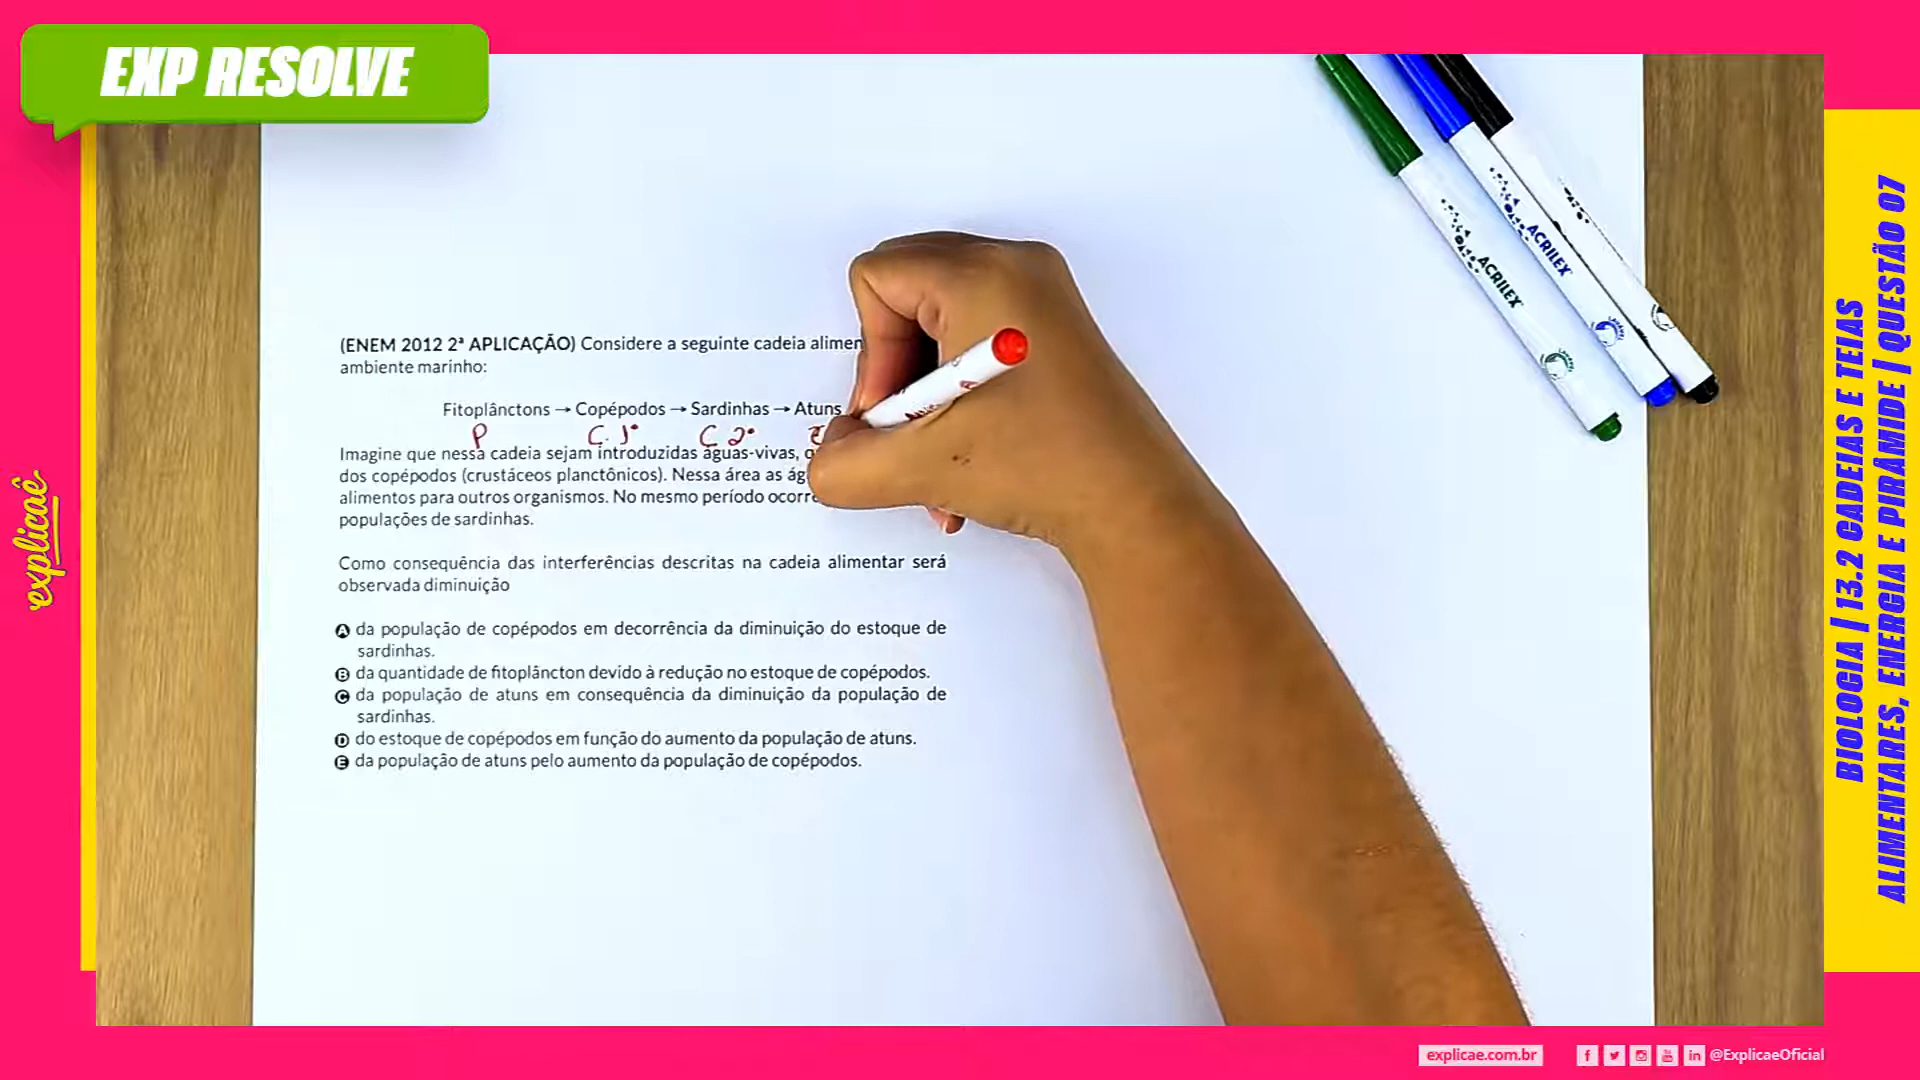 EXP RESOLVE
(ENEM 2012 2ª APLICAÇÃO) Considere a seguinte cadeia
ambiente marinho:
Fitoplânctons → Copépodos → Sardinhas → Atuns
P C. 1º C 2º
Imagine que nessa cadeia sejam introduzidas águas-vivas,
dos copépodos (crustáceos planctônicos). Nessa área as
alimentos para outros organismos. No mesmo período
populações de sardinhas.
Como consequência das interferências descritas na cadeia alimentar será
observada diminuição
A da população de copépodos em decorrência da diminuição do estoque de
sardinhas.
B da quantidade de fitoplâncton devido à redução no estoque de copépodos.
C da população de atuns em consequência da diminuição da população de
sardinhas.
D do estoque de copépodos em função do aumento da população de atuns.
E da população de atuns pelo aumento da população de copépodos.
ACRILEX
ACRILEX
explicaê
BIOLOGIA | 13.2 CADEIAS E TEIAS
ALIMENTARES, ENERGIA E PIRÂMIDE | QUESTÃO 07
explicae.com.br
@ExplicaeOficial